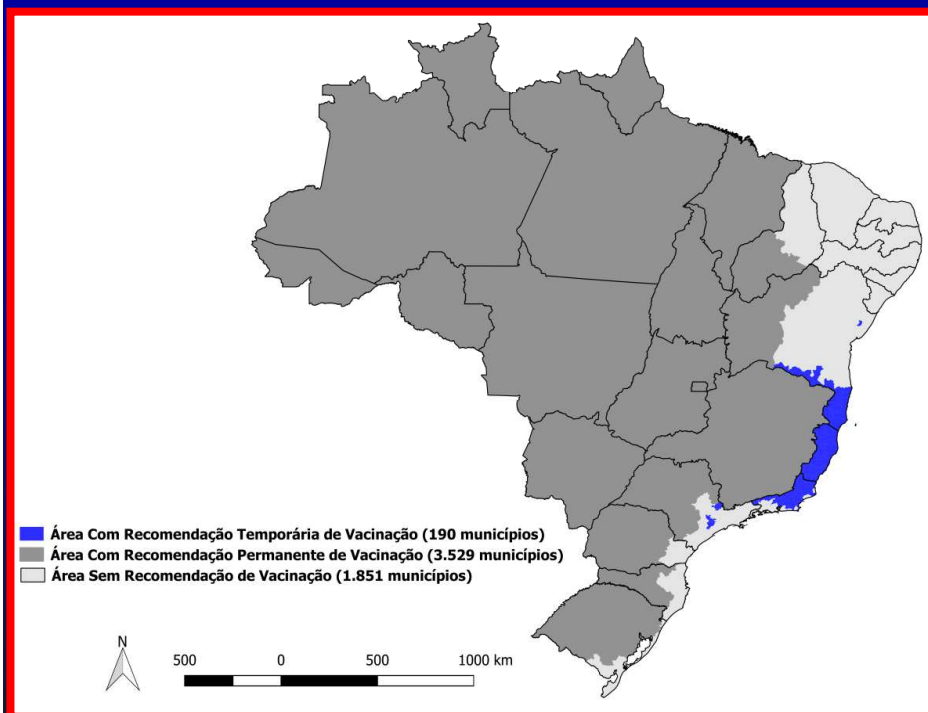 Área Com Recomendação Temporária de Vacinação (190 municípios)
Área Com Recomendação Permanente de Vacinação (3.529 municípios)
Área Sem Recomendação de Vacinação (1.851 municípios)
N
500 0 500 1000 km